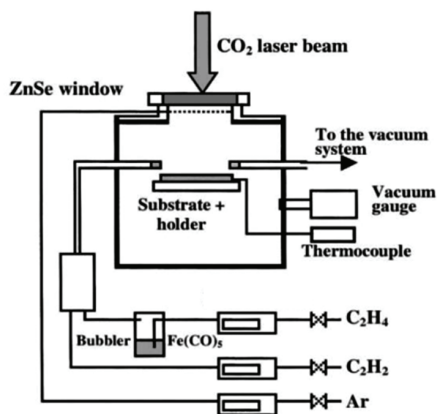 CO₂ laser beam
ZnSe window
To the vacuum
system
Substrate +
holder
Vacuum
gauge
Thermocouple
Bubbler
Fe(CO)₅
C₂H₄
C₂H₂
Ar